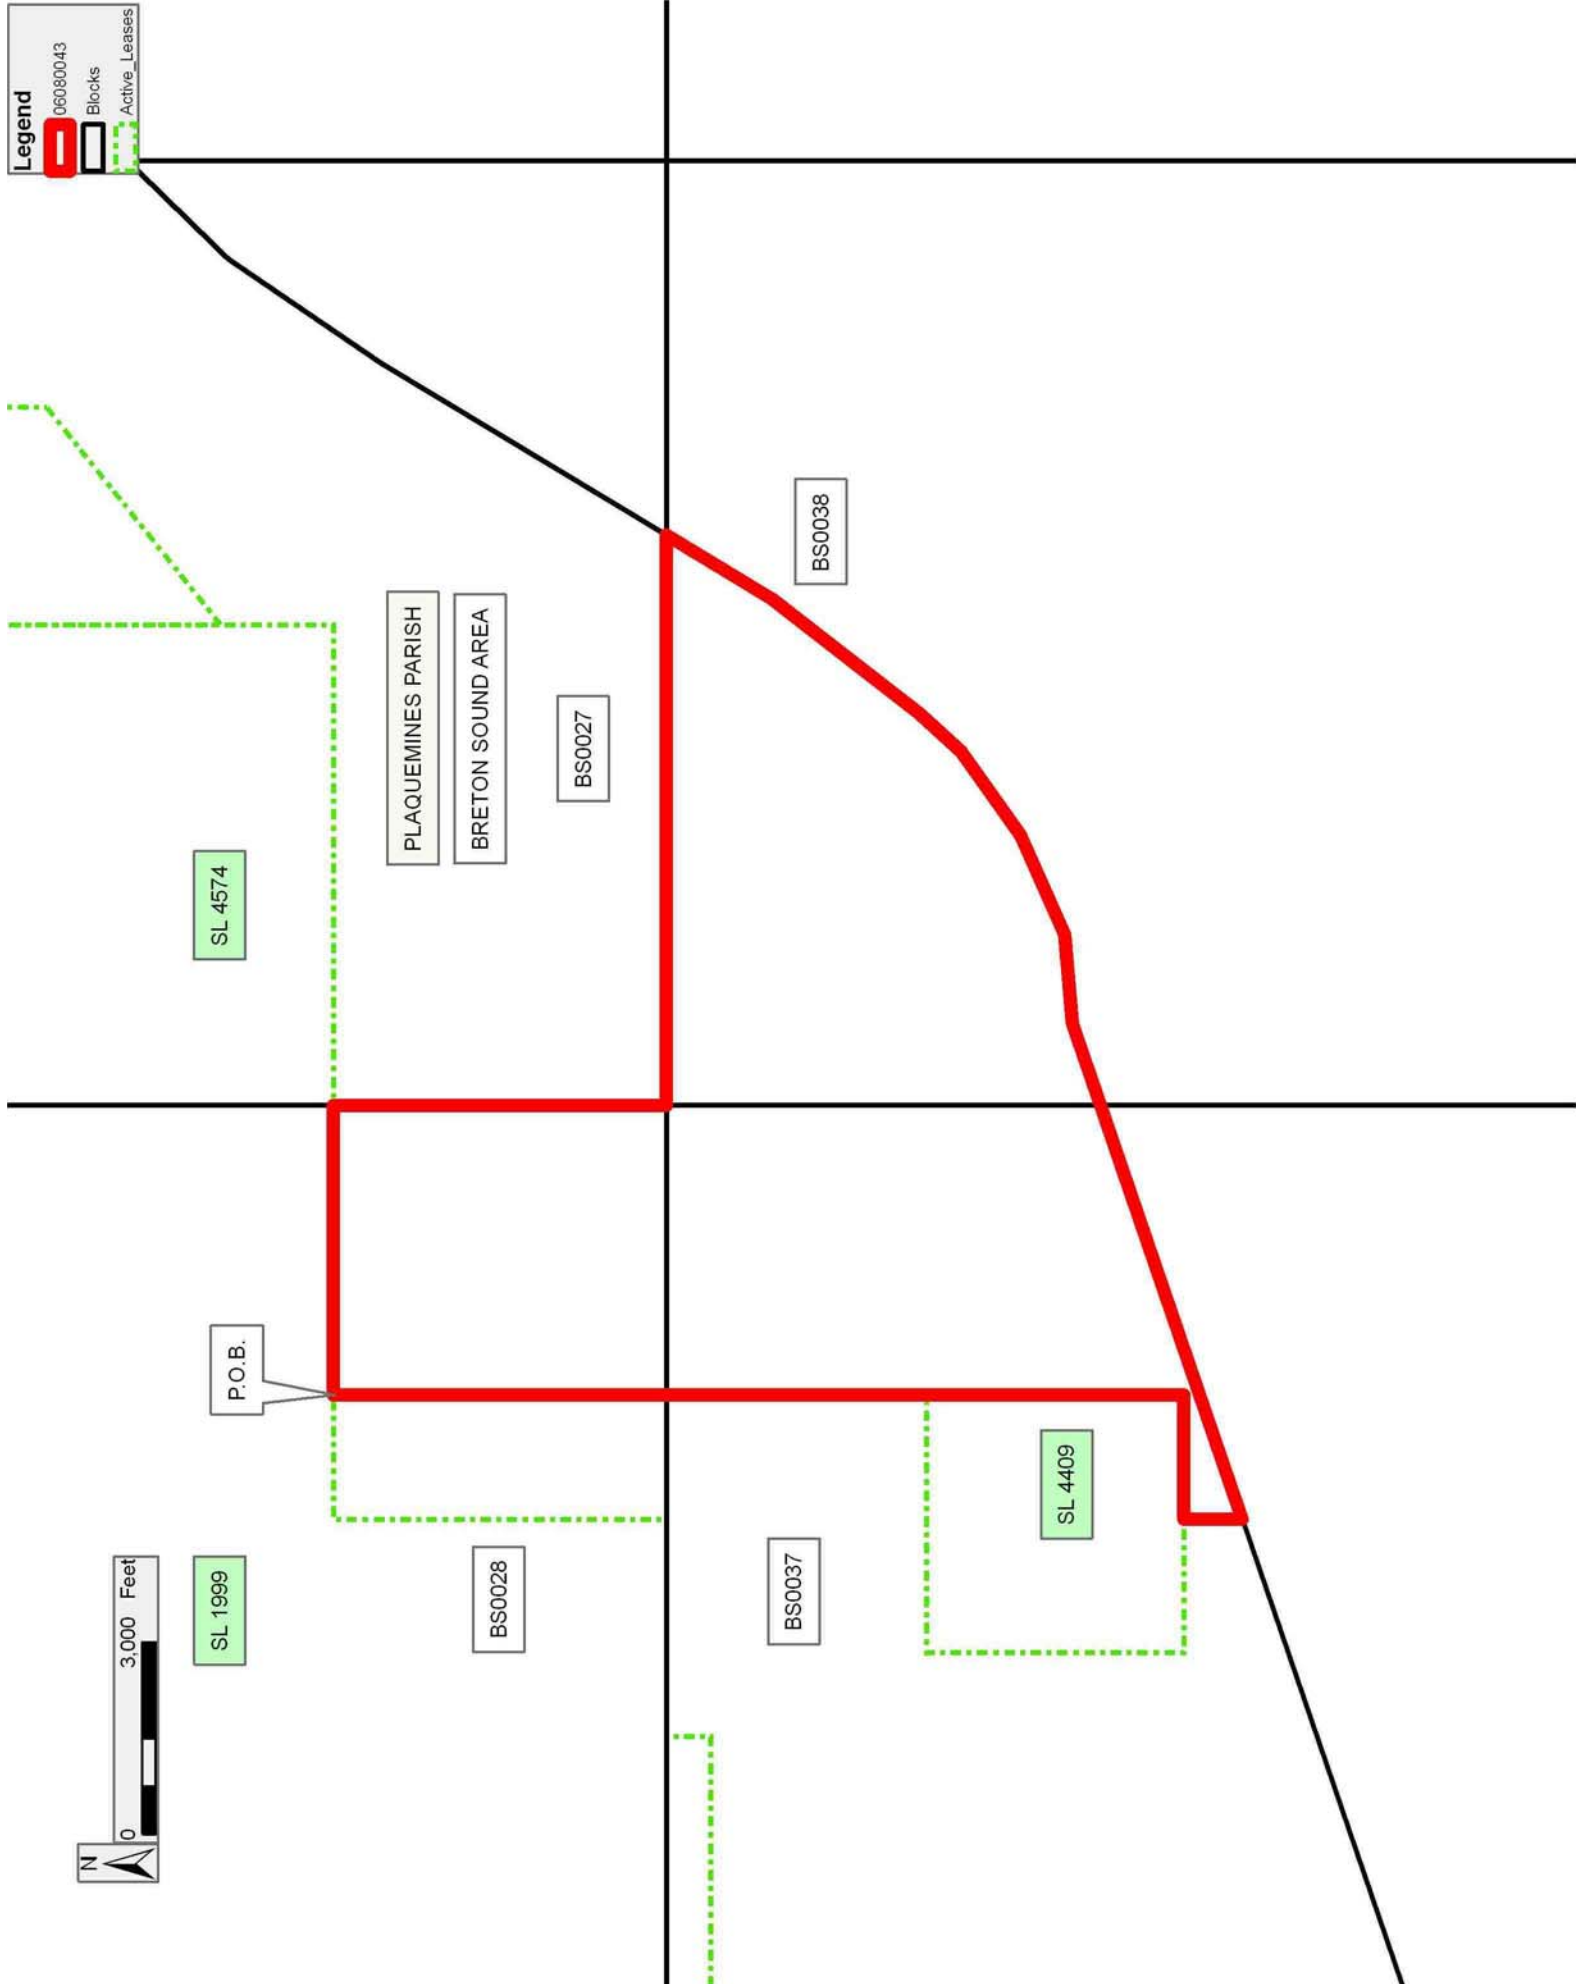 N
0 3,000 Feet
SL 1999
P.O.B.
SL 4574
Legend
06080043
Blocks
Active_Leases
PLAQUEMINES PARISH
BRETON SOUND AREA
BS0028
BS0027
BS0037
BS0038
SL 4409